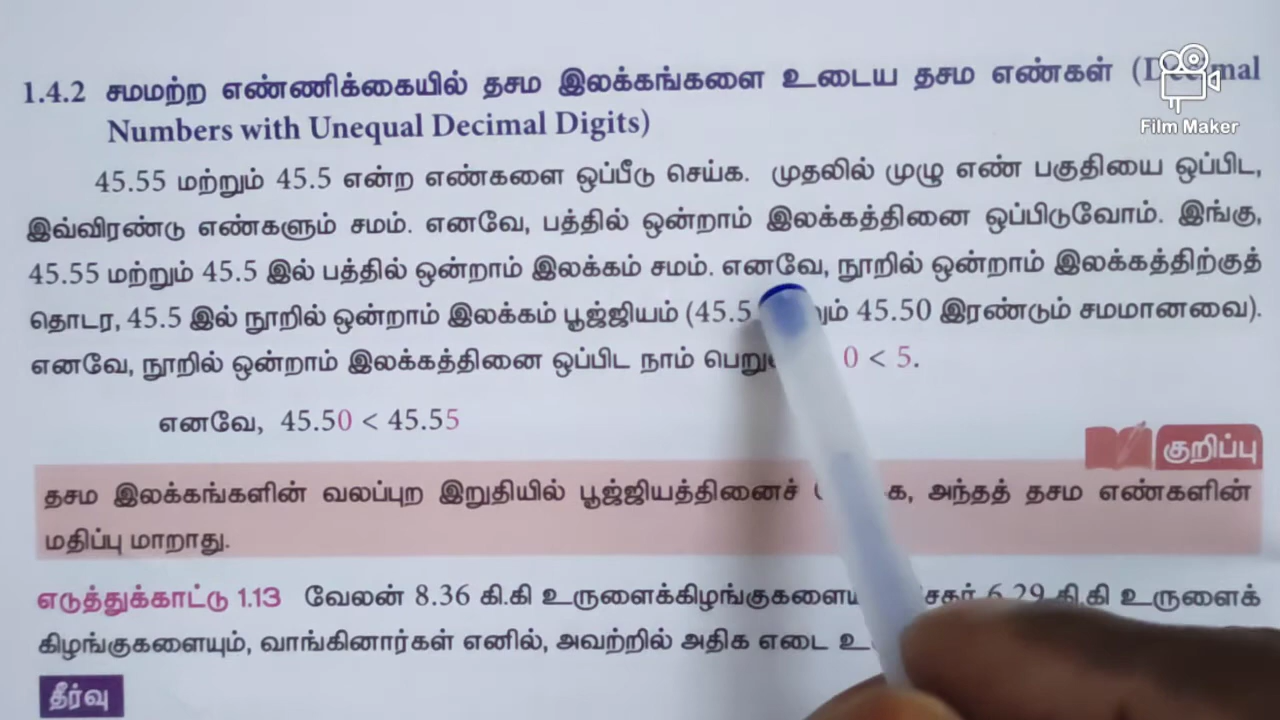 1.4.2 சமமற்ற எண்ணிக்கையில் தசம இலக்கங்களை உடைய தசம எண்கள்
Numbers with Unequal Decimal Digits)
45.55 மற்றும் 45.5 என்ற எண்களை ஒப்பீடு செய்க. முதலில் முழு எண் பகுதியை ஒப்பிட,
இவ்விரண்டு எண்களும் சமம். எனவே, பத்தில் ஒன்றாம் இலக்கத்தினை ஒப்பிடுவோம். இங்கு,
45.55 மற்றும் 45.5 இல் பத்தில் ஒன்றாம் இலக்கம் சமம். எனவே, நூறில் ஒன்றாம் இலக்கத்திற்குத்
தொடர, 45.5 இல் நூறில் ஒன்றாம் இலக்கம் பூஜ்ஜியம் (45.5 45.50 இரண்டும் சமமானவை).
எனவே, நூறில் ஒன்றாம் இலக்கத்தினை ஒப்பிட நாம் 0 < 5.
எனவே, 45.50 < 45.55
குறிப்பு
தசம இலக்கங்களின் வலப்புற இறுதியில் பூஜ்ஜியத்தினைச் அந்தத் தசம எண்களின்
மதிப்பு மாறாது.
எடுத்துக்காட்டு 1.13 வேலன் 8.36 கி.கி 6.29 கி.கி உருளைக்
கிழங்குகளையும், வாங்கினார்கள் எனில், அவற்றில் அதிக எடை
தீர்வு
Film Maker